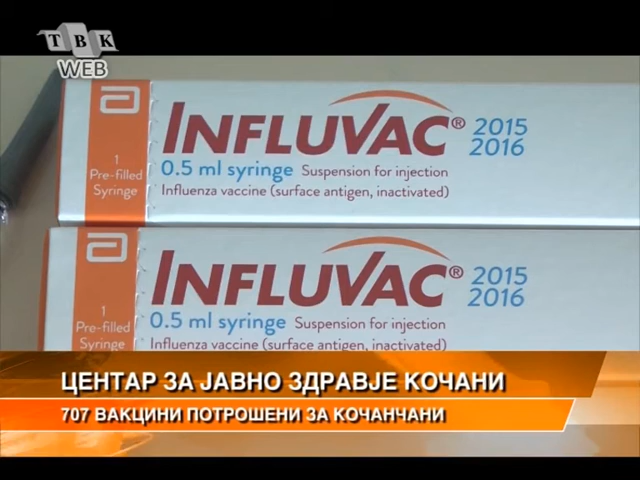 ТВК
WEB
INFLUVAC® 2015
2016
1
Pre-filled
Syringe
0.5 ml syringe Suspension for injection
Influenza vaccine (surface antigen, inactivated)
INFLUVAC® 2015
2016
1
Pre-filled
Syringe
0.5 ml syringe Suspension for injection
Influenza vaccine (surface antigen, inactivated)
ЦЕНТАР ЗА ЈАВНО ЗДРАВЈЕ КОЧАНИ
707 ВАКЦИНИ ПОТРОШЕНИ ЗА КОЧАНЧАНИ